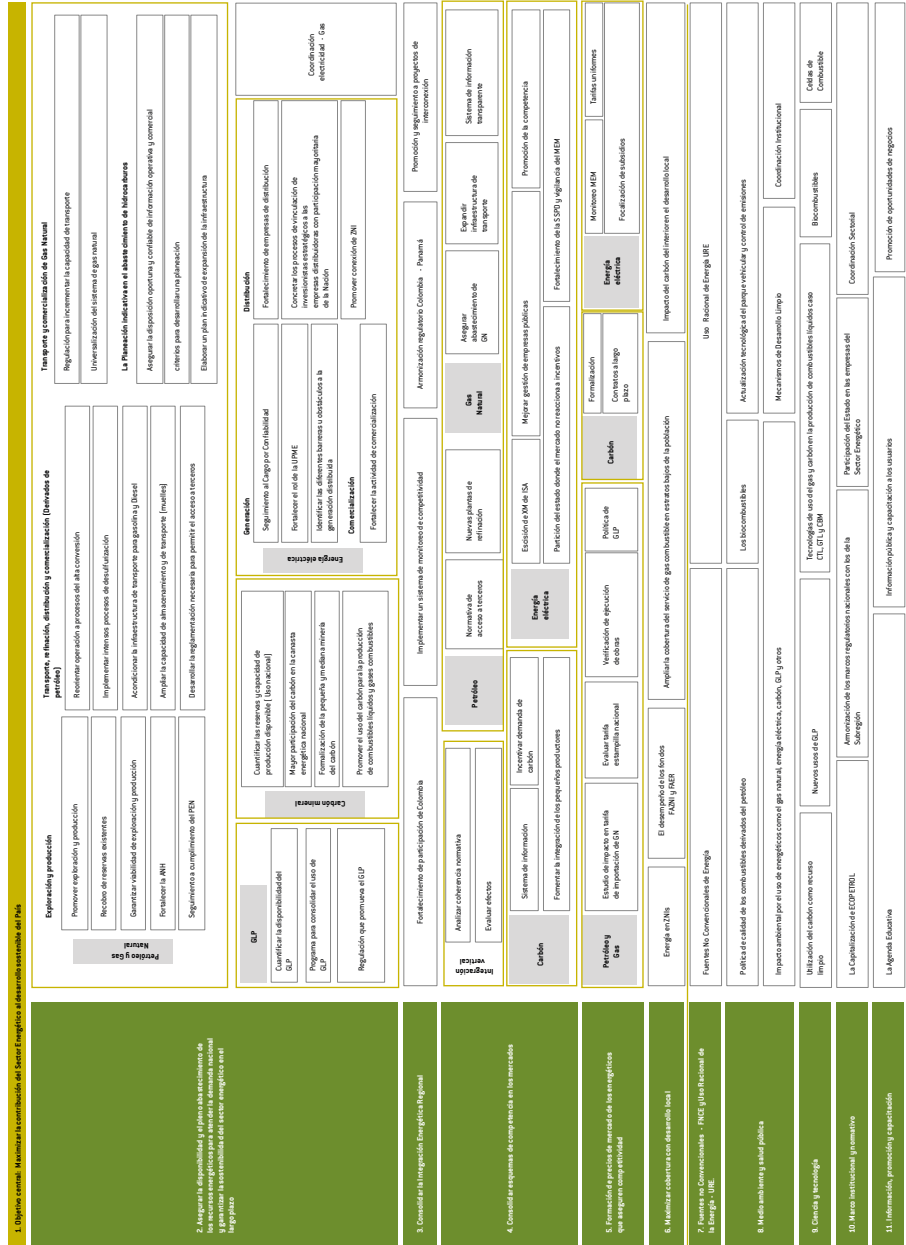 1. Objetivo central: Maximizar la contribución del Sector Energético al desarrollo sostenible del País
2. Asegurar la disponibilidad y el pleno abastecimiento de
los recursos energéticos para atender la demanda nacional
y garantizar la sostenibilidad del sector energético en el
largo plazo
Petróleo y Gas
Natural
Exploración y producción
Promover exploración y producción
Recobro de reservas existentes
Garantizar viabilidad de exploración y producción
Fortalecer la ANH
Seguimiento a cumplimiento del PEN
Transporte, refinación, distribución y comercialización (Derivados de
petróleo)
Reorientar operación a procesos del alta conversión
Implementar intensos procesos de desulfurización
Acondicionar la infraestructura de transporte para gasolina y Diesel
Ampliar la capacidad de almacenamiento y transporte (muelles)
Desarrollar la reglamentación necesaria para permitir el acceso a terceros
Transporte y comercialización de Gas Natural
Regulación para incrementar la capacidad de transporte
Universalización del sistema de gas natural
La Planeación indicativa en el abastecimiento de hidrocarburos
Asegurar la disposición oportuna y confiable de información operativa y comercial
criterios para desarrollar una planeación
Elaborar un plan indicativo de expansión de la infraestructura
GLP
Cuantificar la disponibilidad del
GLP
Programa para consolidar el uso de
GLP
Regulación que promueva el GLP
Carbón mineral
Cuantificar las reservas y capacidad de
producción disponible ( Uso nacional)
Mayor participación del carbón en la canasta
energética nacional
Formalización de la pequeña y mediana minería
del carbón
Promover el uso del carbón para la producción
de combustibles líquidos y gases combustibles
Energía eléctrica
Generación
Seguimiento al Cargo por Confiabilidad
Fortalecer el rol de la UPME
Identificar las diferentes barreras u obstáculos a la
generación distribuida
Comercialización
Fortalecer la actividad de comercialización
Distribución
Fortalecimiento de empresas de distribución
Concretar los procesos de vinculación de
inversionistas estratégicos a las
empresas distribuidoras con participación mayoritaria
de la Nación
Promover conexión de ZNI
Coordinación
electricidad - Gas
3. Consolidar la Integración Energética Regional
Fortalecimiento de participación de Colombia
Implementar un sistema de monitoreo de competitividad
Armonización regulatorio Colombia - Panamá
Promoción y seguimiento a proyectos de
interconexión
4. Consolidar esquemas de competencia en los mercados
Integración
vertical
Analizar coherencia normativa
Evaluar efectos
Petróleo
Normativa de
acceso a terceros
Nuevas plantas de
refinación
Gas
Natural
Asegurar
abastecimiento de
GN
Expandir
infraestructura de
transporte
Sistema de información
transparente
Carbón
Sistema de información
Incentivar demanda de
carbón
Fomentar la integración de los pequeños productores
Energía
eléctrica
Escisión de XM de ISA
Mejorar gestión de empresas públicas
Promoción de la competencia
Partición del estado donde el mercado no reacciona a incentivos
Fortalecimiento de la SSPD y vigilancia del MEM
5. Formación de precios de mercado de los energéticos
que aseguren competitividad
Petróleo y
Gas
Estudio de impacto en tarifa
de importación de GN
Evaluar tarifa
estampilla nacional
Verificación de ejecución
de obras
Política de
GLP
Carbón
Formalización
Contratos a largo
plazo
Energía
eléctrica
Monitoreo MEM
Tarifas uniformes
Focalización de subsidios
6. Maximizar cobertura con desarrollo local
Energía en ZNIs
El desempeño de los fondos
FAZNI y FAER
Ampliar la cobertura del servicio de gas combustible en estratos bajos de la población
Impacto del carbón del interior en el desarrollo local
7. Fuentes no Convencionales - FNCE y Uso Racional de
la Energía - URE.
Fuentes No Convencionales de Energía
Uso Racional de Energía URE
8. Medio ambiente y salud pública
Política de calidad de los combustibles derivados del petróleo
Los biocombustibles
Actualización tecnológica del parque vehicular y control de emisiones
Impacto ambiental por el uso de energéticos como el gas natural, energía eléctrica, carbón, GLP y otros
Mecanismos de Desarrollo Limpio
Coordinación Institucional
9. Ciencia y tecnología
Utilización del carbón como recurso
limpio
Nuevos usos de GLP
Tecnologías de uso del gas y carbón en la producción de combustibles líquidos caso
CTL, GTL y CBM
Biocombustibles
Celdas de
Combustible
10. Marco institucional y normativo
La Capitalización de ECOPETROL
Armonización de los marcos regulatorios nacionales con los de la
Subregión
Participación del Estado en las empresas del
Sector Energético
Coordinación Sectorial
11. Información, promoción y capacitación
La Agenda Educativa
Información pública y capacitación a los usuarios
Promoción de oportunidades de negocios